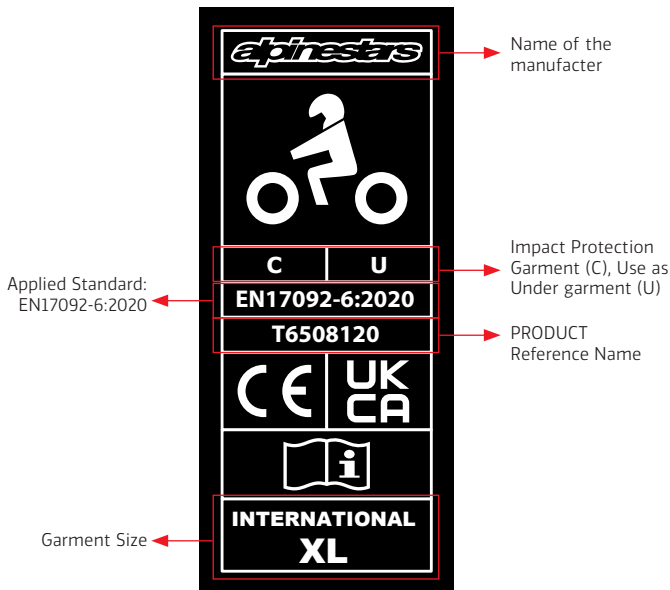 alpinestars
Name of the
manufacter
C U
Impact Protection
Garment (C), Use as
Under garment (U)
Applied Standard:
EN17092-6:2020
EN17092-6:2020
T6508120
PRODUCT
Reference Name
CE
UK
CA
i
INTERNATIONAL
XL
Garment Size